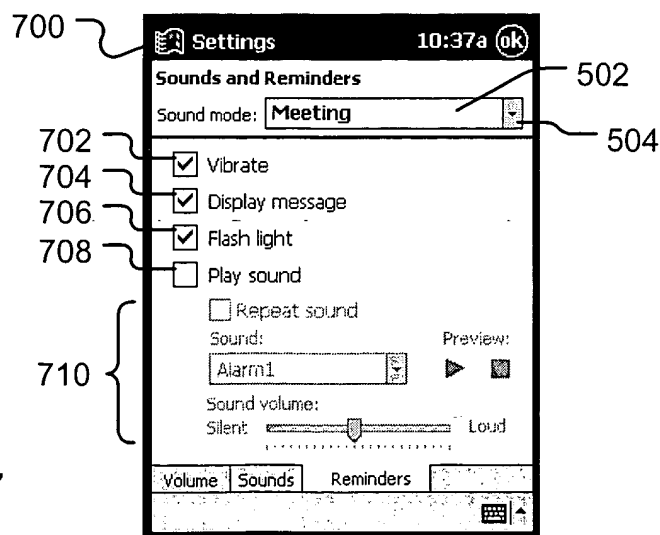 700
Settings 10:37a ok
Sounds and Reminders
502
Sound mode: Meeting
504
702
Vibrate
704
Display message
706
Flash light
708
Play sound
Repeat sound
Sound: Preview:
710
Alarm1
Sound volume:
Silent Loud
Volume Sounds Reminders